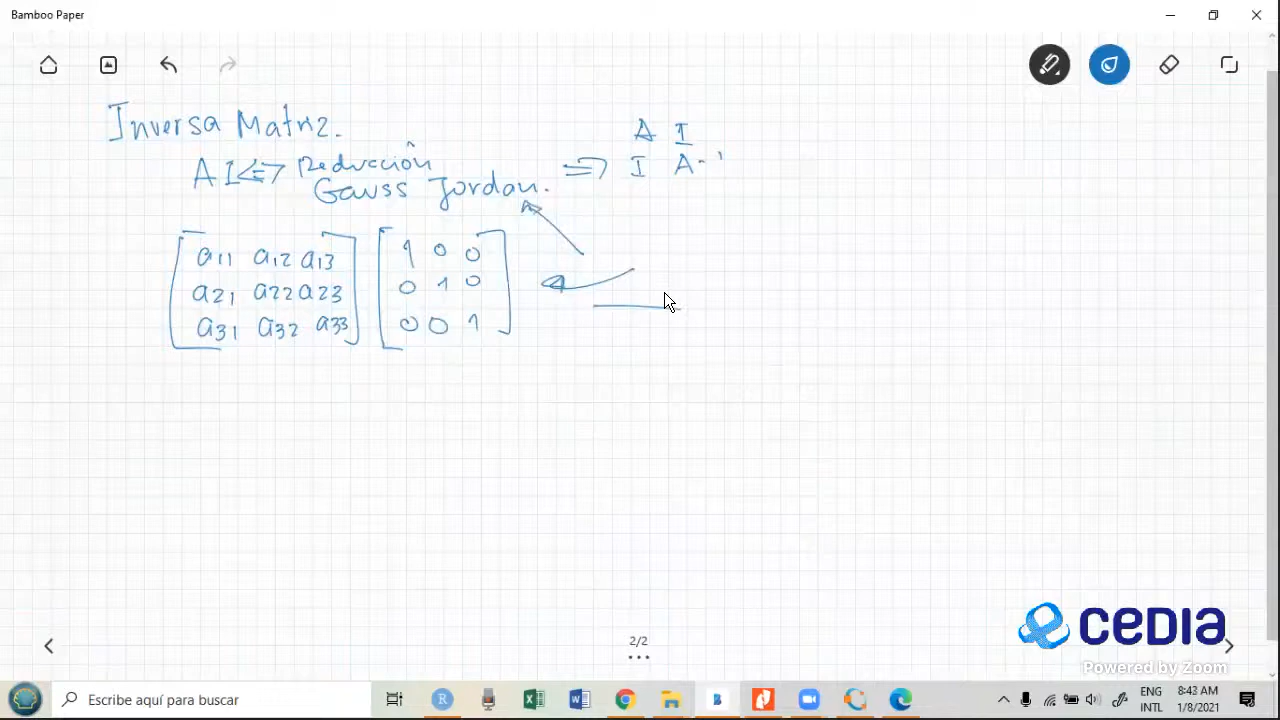 Bamboo Paper
Inversa Matriz.
A I
A I <=> Reducción => I A-1
Gauss Jordan.
a11 a12 a13 1 0 0
a21 a22 a23 0 1 0
a31 a32 a33 0 0 1
2/2
cedia
Powered by Zoom
Escribe aquí para buscar
ENG 8:43 AM
INTL 1/8/2021